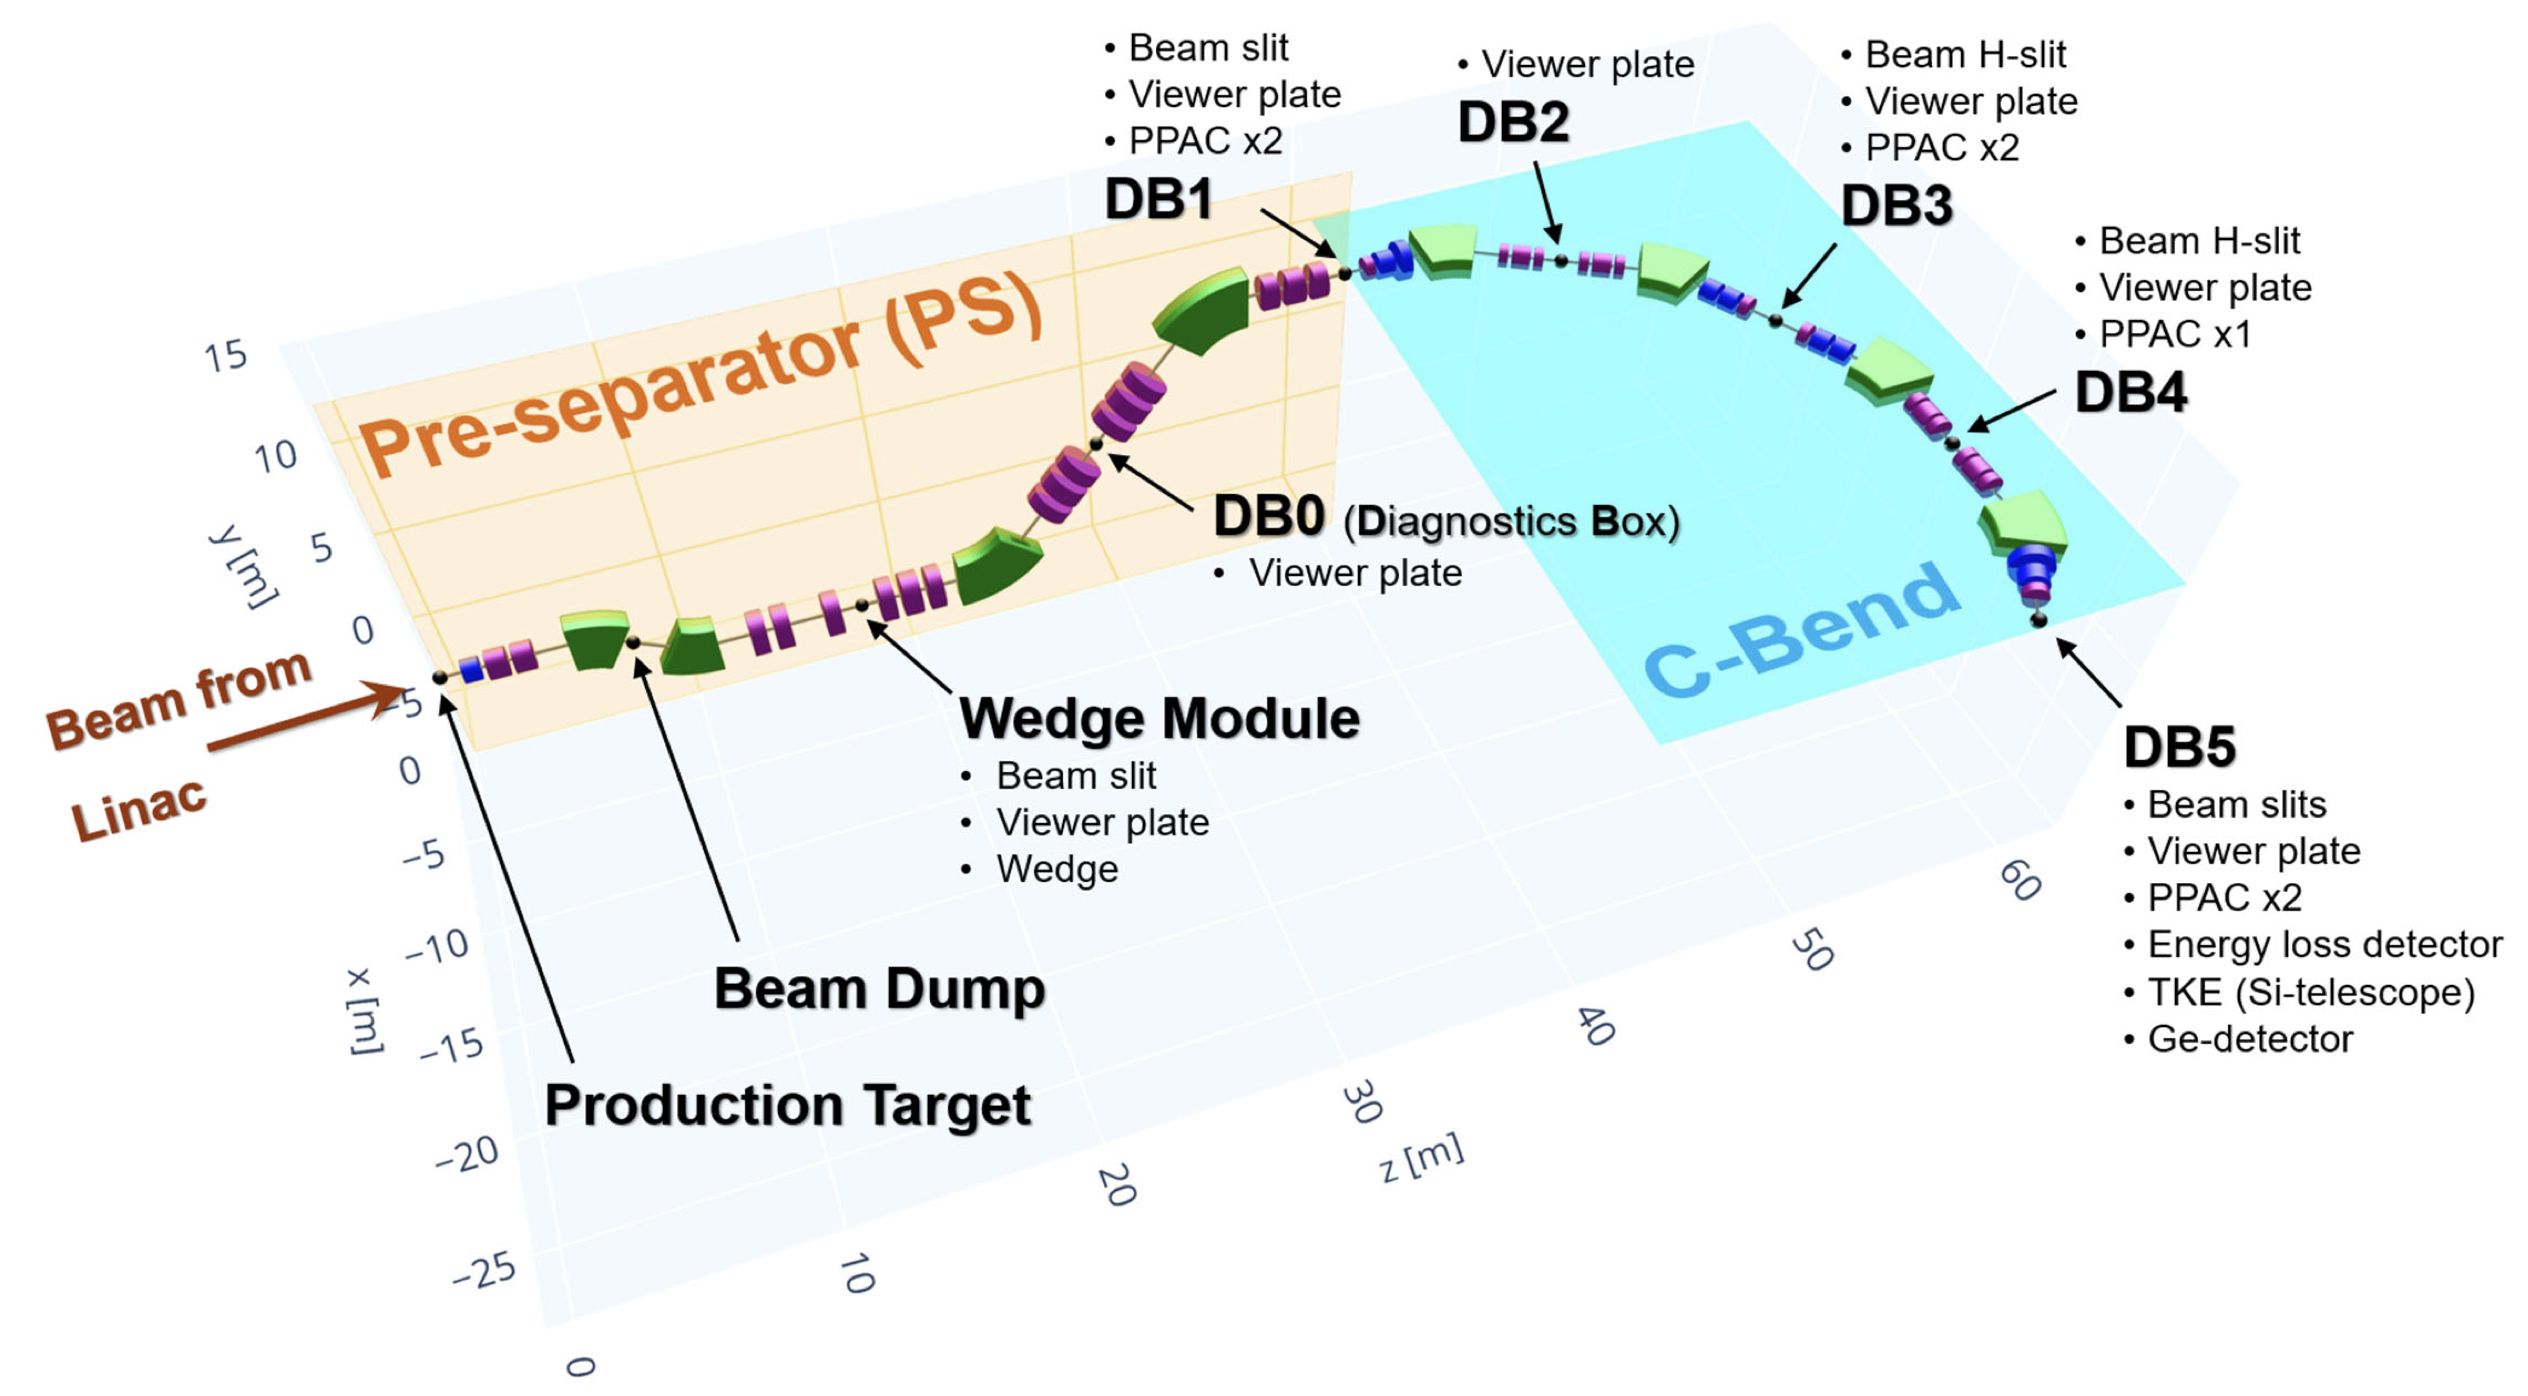 • Beam slit
• Viewer plate
• PPAC x2
DB1
• Viewer plate
DB2
• Beam H-slit
• Viewer plate
• PPAC x2
DB3
• Beam H-slit
• Viewer plate
• PPAC x1
DB4
Pre-separator (PS)
DB0 (Diagnostics Box)
• Viewer plate
C-Bend
Beam from
Linac
Wedge Module
• Beam slit
• Viewer plate
• Wedge
Beam Dump
Production Target
DB5
• Beam slits
• Viewer plate
• PPAC x2
• Energy loss detector
• TKE (Si-telescope)
• Ge-detector
15
10
5
0
−5
y [m]
0
−5
−10
−15
−20
−25
x [m]
0
10
20
30
40
50
60
z [m]